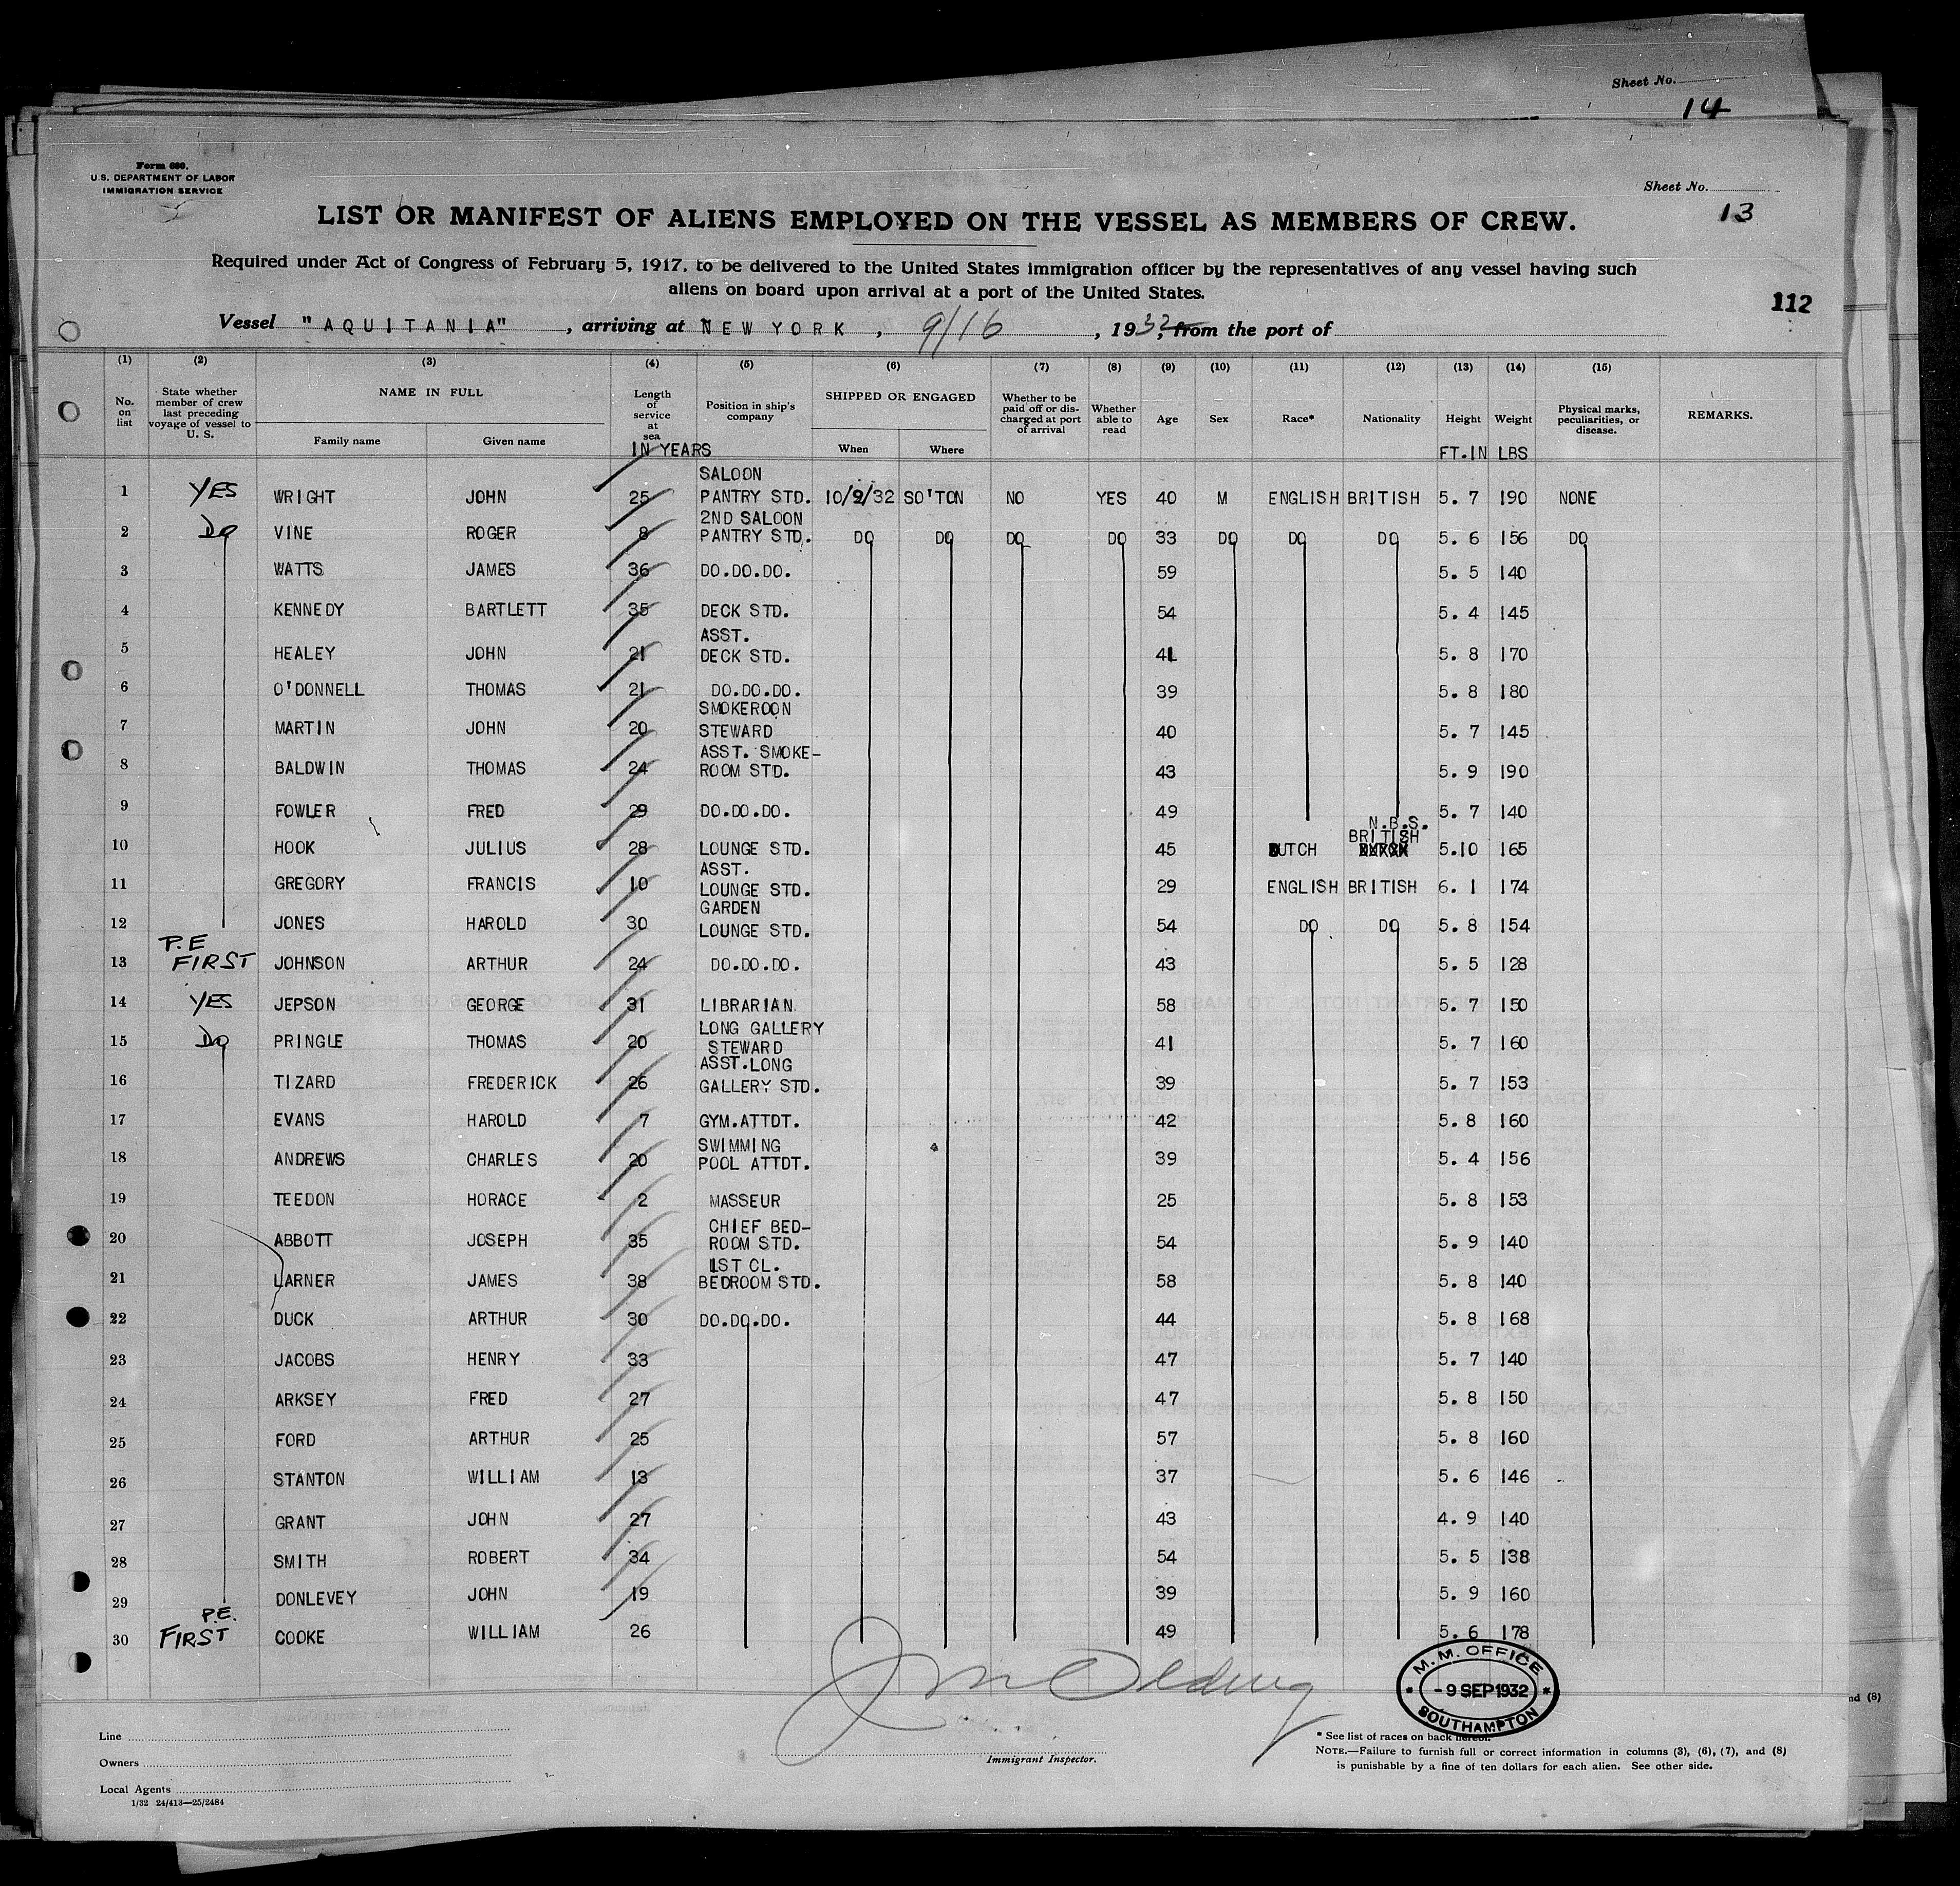 Sheet No.
14
Form 680.
U.S. DEPARTMENT OF LABOR
IMMIGRATION SERVICE
Sheet No.
13
LIST OR MANIFEST OF ALIENS EMPLOYED ON THE VESSEL AS MEMBERS OF CREW.
Required under Act of Congress of February 5, 1917, to be delivered to the United States immigration officer by the representatives of any vessel having such
aliens on board upon arrival at a port of the United States.
112
Vessel "AQUITANIA", arriving at NEW YORK, 9/16, 1932, from the port of
(1) (2) (3) (4) (5) (6) (7) (8) (9) (10) (11) (12) (13) (14) (15)
No. on list State whether member of crew last preceding voyage of vessel to U. S. NAME IN FULL Family name Given name Length of service at sea IN YEARS Position in ship's company SHIPPED OR ENGAGED When Where Whether to be paid off or discharged at port of arrival Whether able to read Age Sex Race* Nationality Height FT.IN Weight LBS Physical marks, peculiarities, or disease. REMARKS.
1 YES WRIGHT JOHN 25 SALOON PANTRY STD. 10/9/32 SO'TON NO YES 40 M ENGLISH BRITISH 5. 7 190 NONE
2 Do VINE ROGER 8 2ND SALOON PANTRY STD. DO DO DO DO 33 DO DO DO 5. 6 156 DO
3 WATTS JAMES 36 DO.DO.DO. 59 5. 5 140
4 KENNEDY BARTLETT 35 DECK STD. 54 5. 4 145
5 HEALEY JOHN 21 ASST. DECK STD. 41 5. 8 170
6 O'DONNELL THOMAS 21 DO.DO.DO. 39 5. 8 180
7 MARTIN JOHN 20 SMOKEROON STEWARD 40 5. 7 145
8 BALDWIN THOMAS 24 ASST. SMOKE-ROOM STD. 43 5. 9 190
9 FOWLER FRED 29 DO.DO.DO. 49 5. 7 140
10 HOOK JULIUS 28 LOUNGE STD. 45 DUTCH N.B.S. BRITISH 5.10 165
11 GREGORY FRANCIS 10 ASST. LOUNGE STD. 29 ENGLISH BRITISH 6. 1 174
12 JONES HAROLD 30 GARDEN LOUNGE STD. 54 DO DO 5. 8 154
13 P.E FIRST JOHNSON ARTHUR 24 DO.DO.DO. 43 5. 5 128
14 YES JEPSON GEORGE 31 LIBRARIAN 58 5. 7 150
15 Do PRINGLE THOMAS 20 LONG GALLERY STEWARD 41 5. 7 160
16 TIZARD FREDERICK 26 ASST.LONG GALLERY STD. 39 5. 7 153
17 EVANS HAROLD 7 GYM.ATTDT. 42 5. 8 160
18 ANDREWS CHARLES 20 SWIMMING POOL ATTDT. 39 5. 4 156
19 TEEDON HORACE 2 MASSEUR 25 5. 8 153
20 ABBOTT JOSEPH 35 CHIEF BED-ROOM STD. 54 5. 9 140
21 LARNER JAMES 38 1ST CL. BEDROOM STD. 58 5. 8 140
22 DUCK ARTHUR 30 DO.DO.DO. 44 5. 8 168
23 JACOBS HENRY 33 47 5. 7 140
24 ARKSEY FRED 27 47 5. 8 150
25 FORD ARTHUR 25 57 5. 8 160
26 STANTON WILLIAM 13 37 5. 6 146
27 GRANT JOHN 27 43 4. 9 140
28 SMITH ROBERT 34 54 5. 5 138
29 DONLEVEY JOHN 19 39 5. 9 160
30 P.E. FIRST COOKE WILLIAM 26 49 5. 6 178
M.M. OFFICE
-9 SEP 1932
SOUTHAMPTON
nd (8)
Line
Owners
Local Agents
1/32 24/413—25/2484
Immigrant Inspector.
* See list of races on back hereof.
NOTE.—Failure to furnish full or correct information in columns (3), (6), (7), and (8)
is punishable by a fine of ten dollars for each alien. See other side.